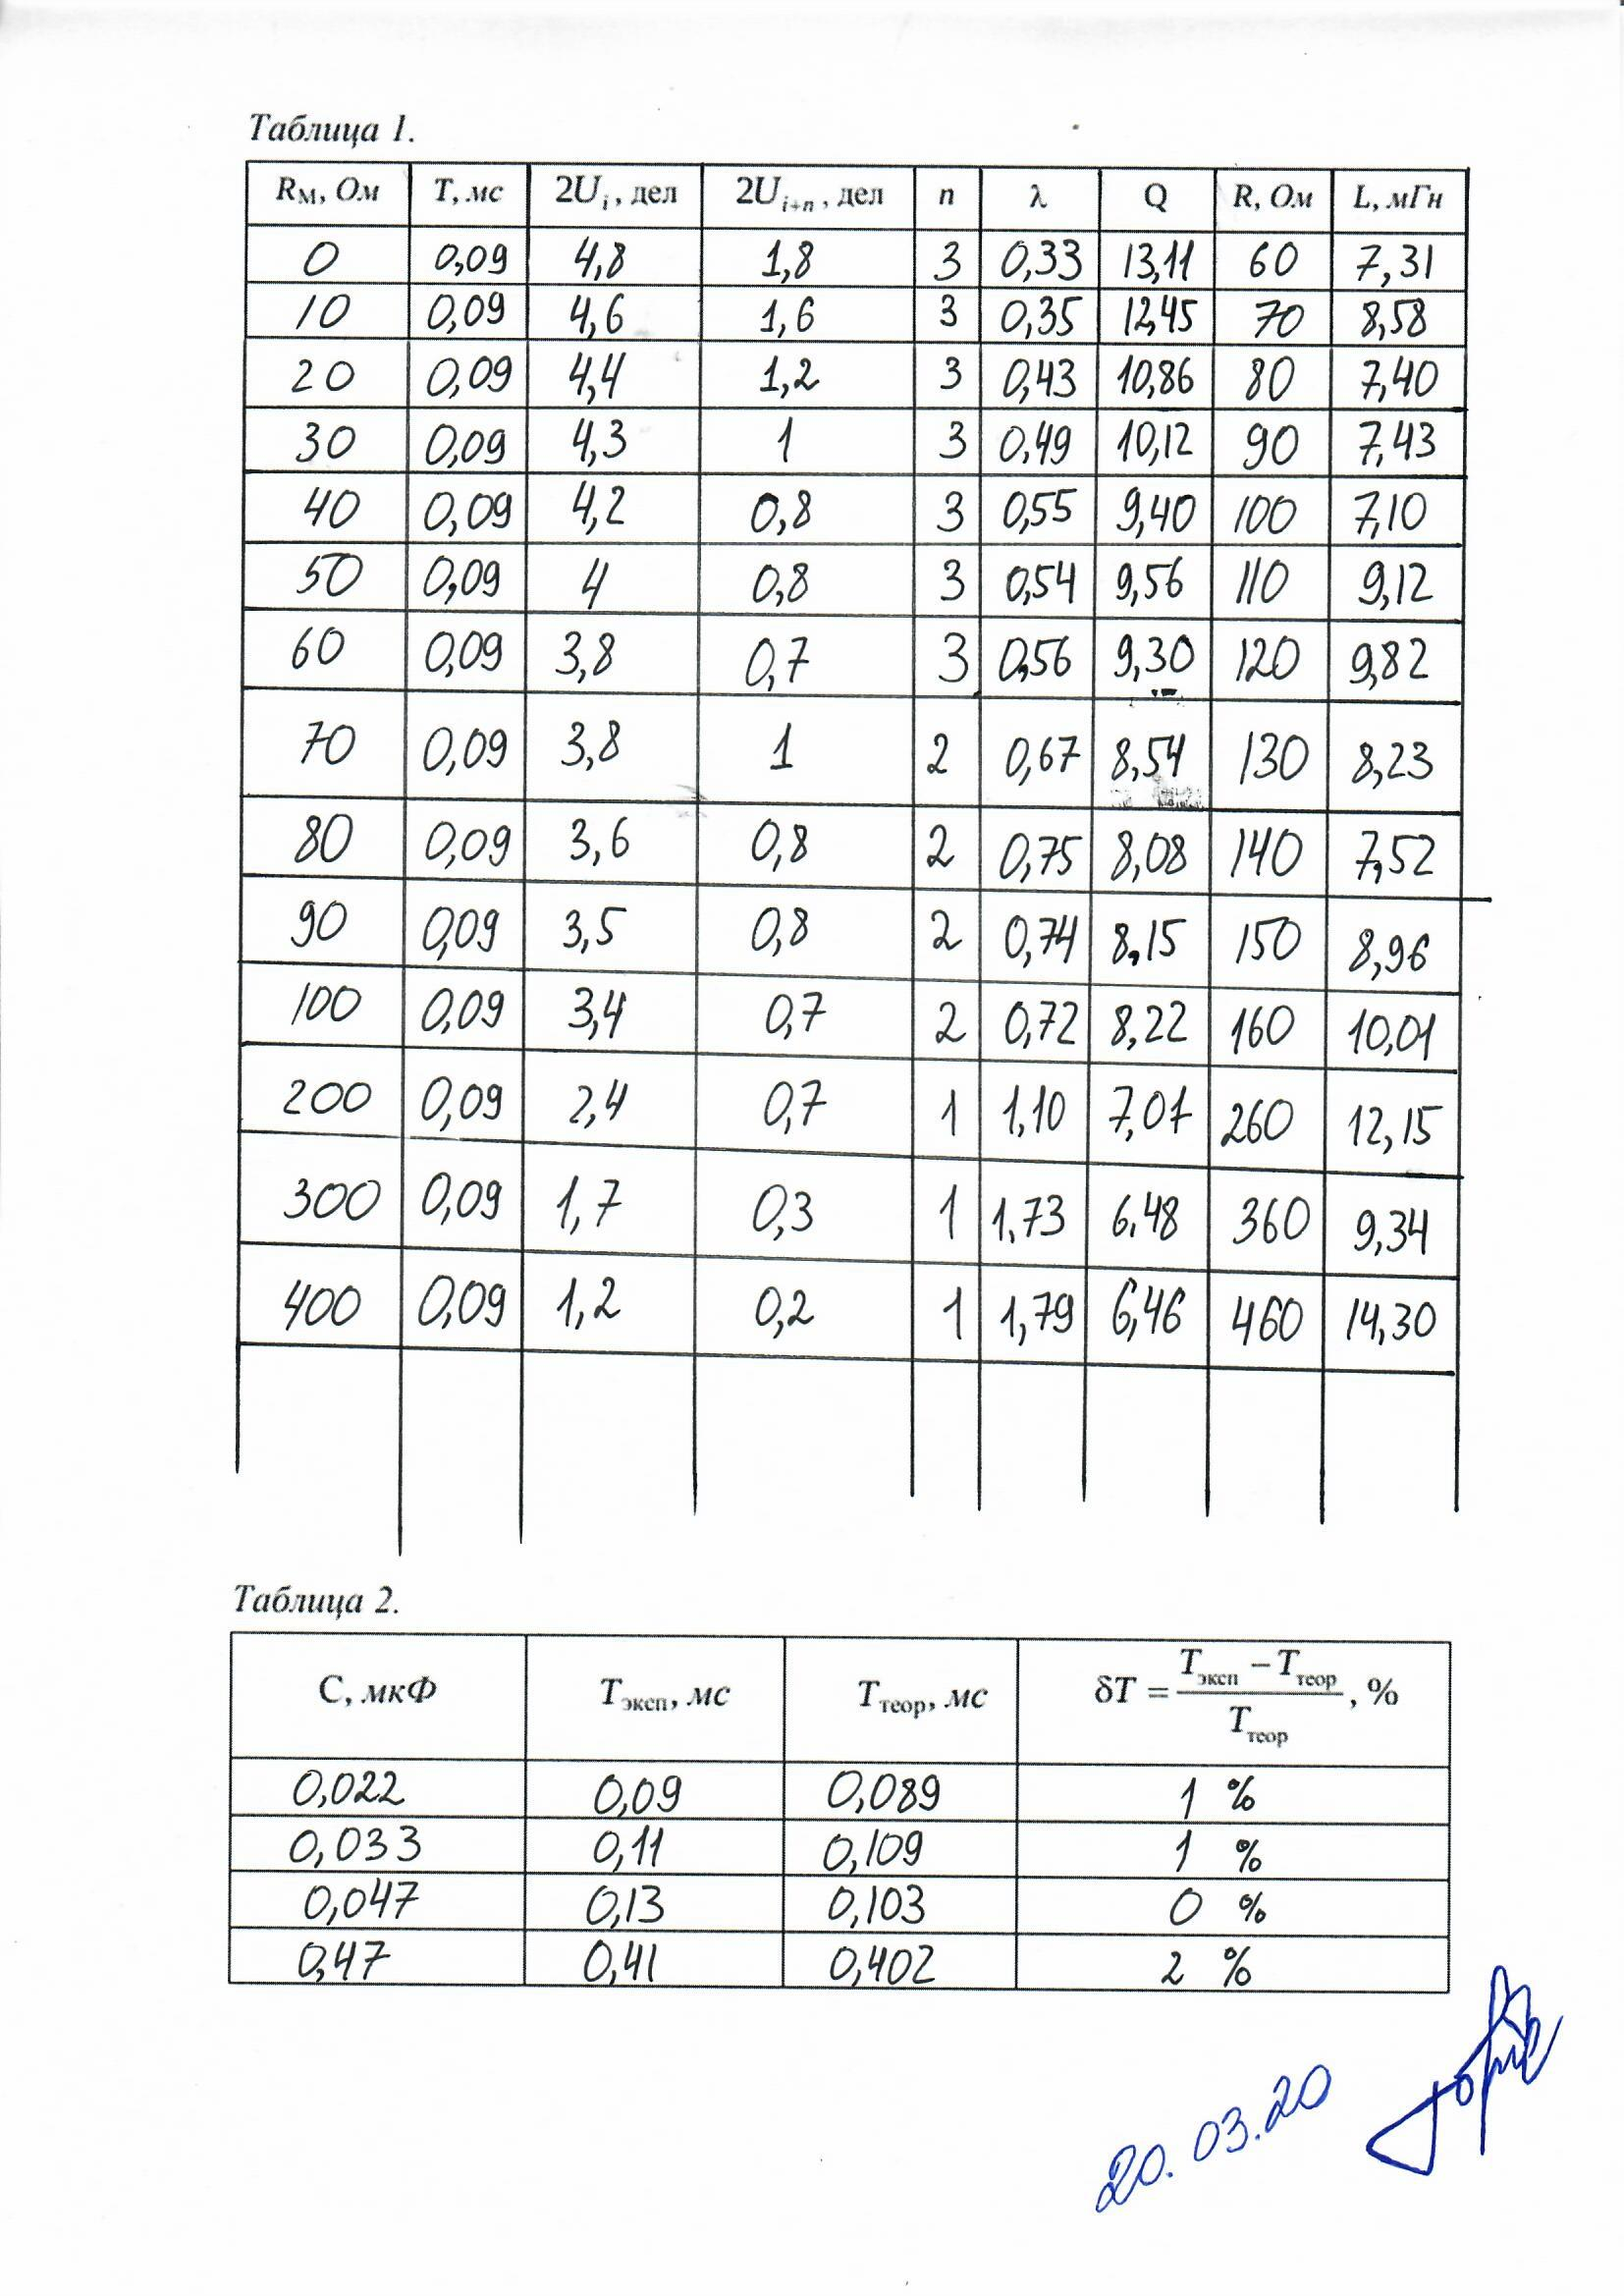 Таблица 1.
Rм, Ом T, мс 2Ui, дел 2Ui+n, дел n λ Q R, Ом L, мГн
0 0,09 4,8 1,8 3 0,33 13,11 60 7,31
10 0,09 4,6 1,6 3 0,35 12,45 70 8,58
20 0,09 4,4 1,2 3 0,43 10,86 80 7,40
30 0,09 4,3 1 3 0,49 10,12 90 7,43
40 0,09 4,2 0,8 3 0,55 9,40 100 7,10
50 0,09 4 0,8 3 0,54 9,56 110 9,12
60 0,09 3,8 0,7 3 0,56 9,30 120 9,82
70 0,09 3,8 1 2 0,67 8,54 130 8,23
80 0,09 3,6 0,8 2 0,75 8,08 140 7,52
90 0,09 3,5 0,8 2 0,74 8,15 150 8,96
100 0,09 3,4 0,7 2 0,72 8,22 160 10,01
200 0,09 2,4 0,7 1 1,10 7,07 260 12,15
300 0,09 1,7 0,3 1 1,73 6,48 360 9,34
400 0,09 1,2 0,2 1 1,79 6,46 460 14,30
Таблица 2.
C, мкФ Tэксп, мс Tтеор, мс δT = (Tэксп – Tтеор)/Tтеор, %
0,022 0,09 0,089 1 %
0,033 0,11 0,109 1 %
0,047 0,13 0,103 0 %
0,47 0,41 0,402 2 %
20.03.20